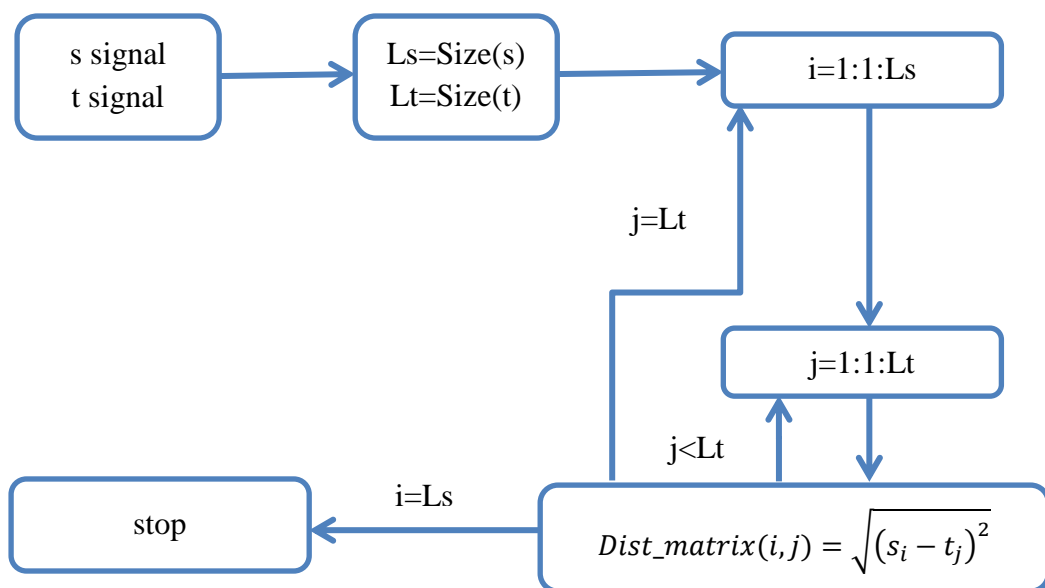 s signal
t signal
Ls=Size(s)
Lt=Size(t)
i=1:1:Ls
j=Lt
j=1:1:Lt
j<Lt
i=Ls
stop
Dist_matrix(i,j) = √(s_i − t_j)^2